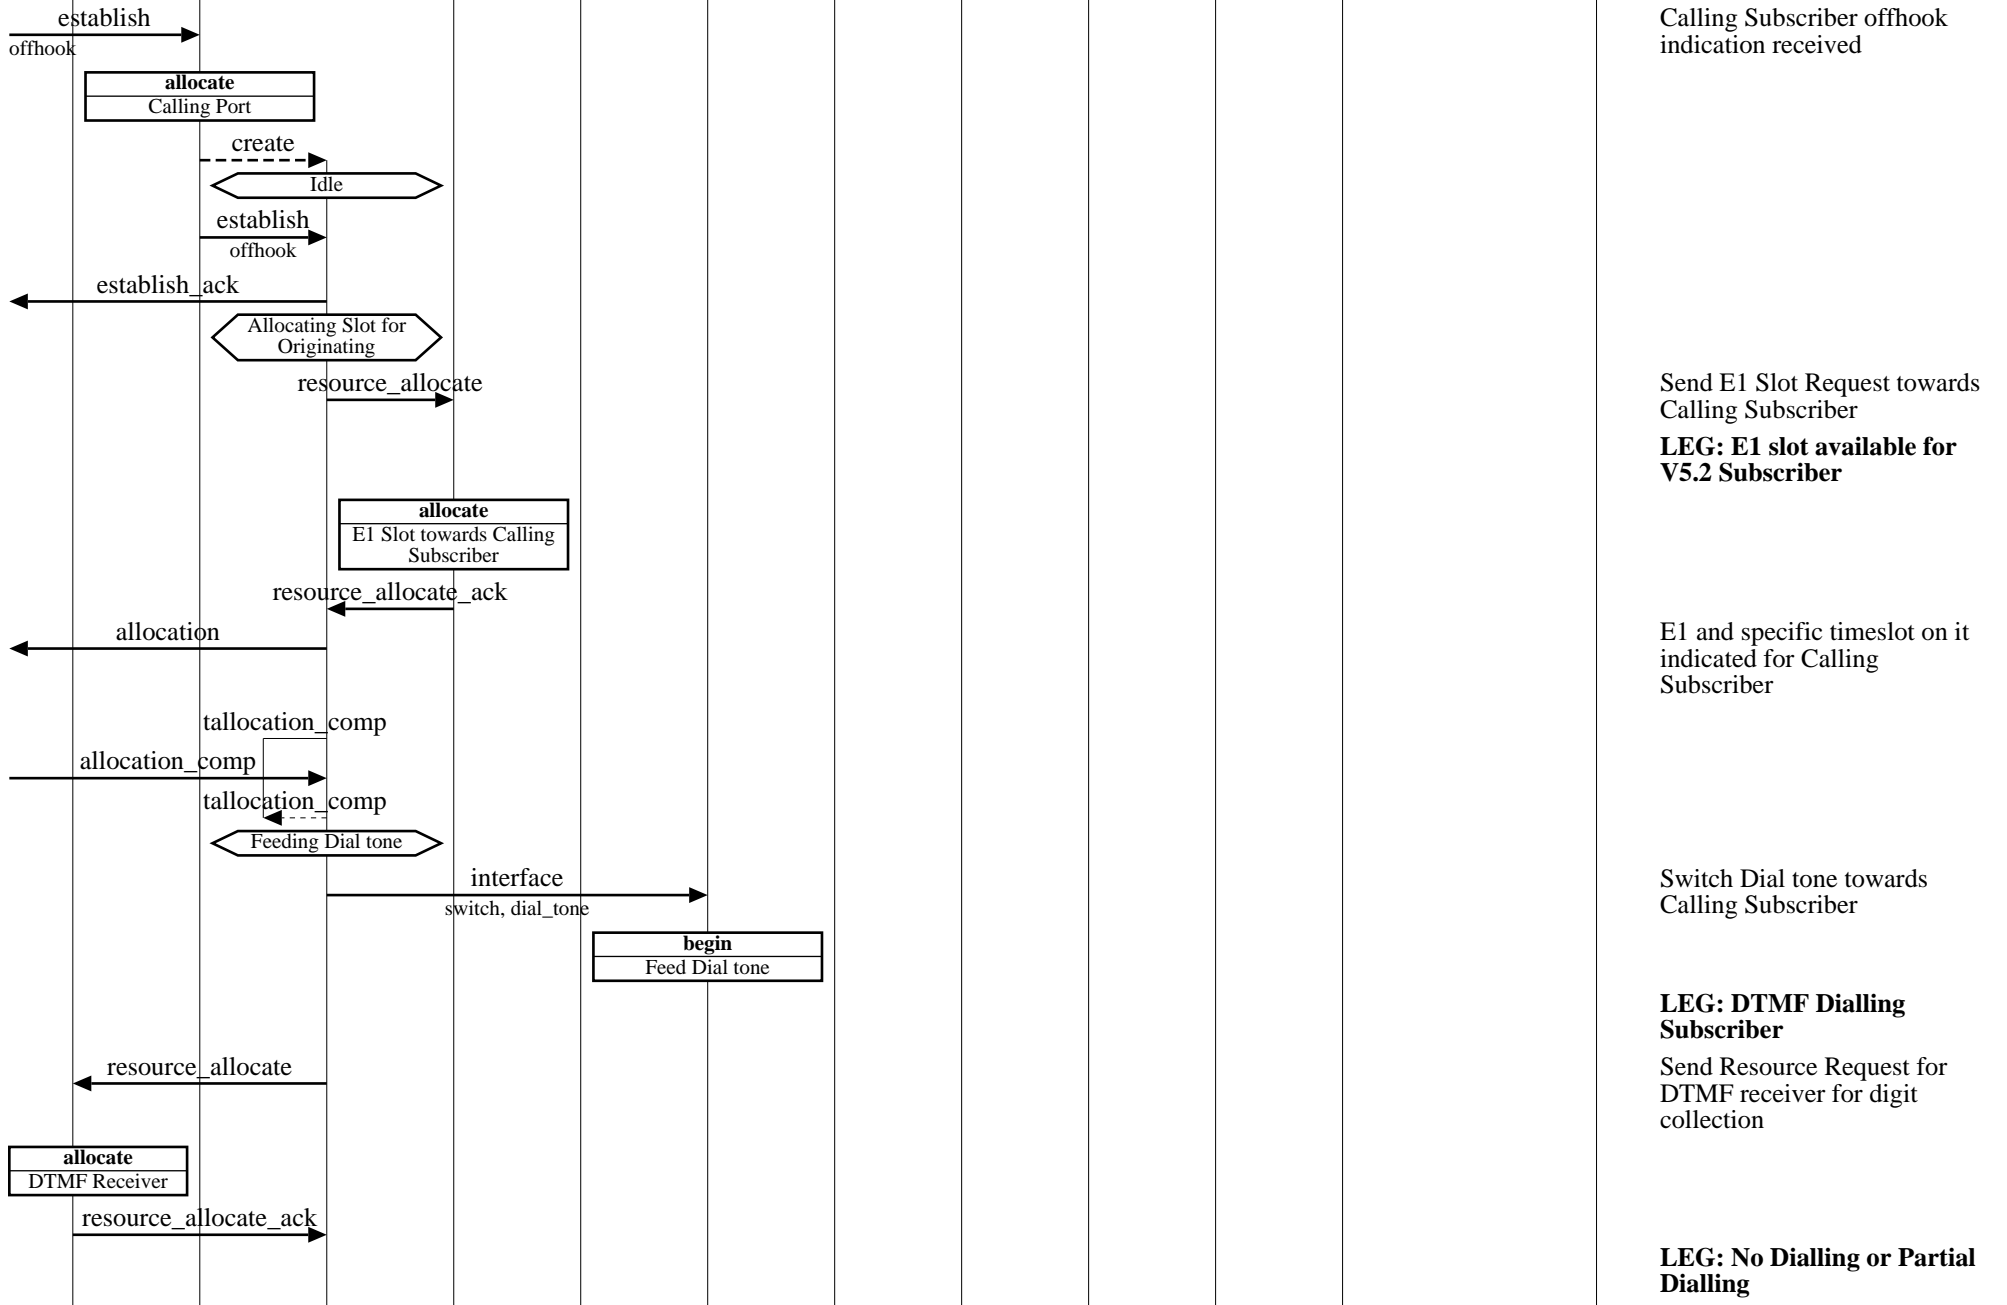 establish
Calling Subscriber offhook
offhook
indication received
allocate
Calling Port
create
Idle
establish
offhook
establish_ack
Allocating Slot for
Originating
resource_allocate
Send E1 Slot Request towards
Calling Subscriber
LEG: E1 slot available for
V5.2 Subscriber
allocate
E1 Slot towards Calling
Subscriber
resource_allocate_ack
allocation
E1 and specific timeslot on it
indicated for Calling
Subscriber
tallocation_comp
allocation_comp
tallocation_comp
Feeding Dial tone
interface
switch, dial_tone
Switch Dial tone towards
Calling Subscriber
begin
Feed Dial tone
LEG: DTMF Dialling
Subscriber
resource_allocate
Send Resource Request for
DTMF receiver for digit
collection
allocate
DTMF Receiver
resource_allocate_ack
LEG: No Dialling or Partial
Dialling